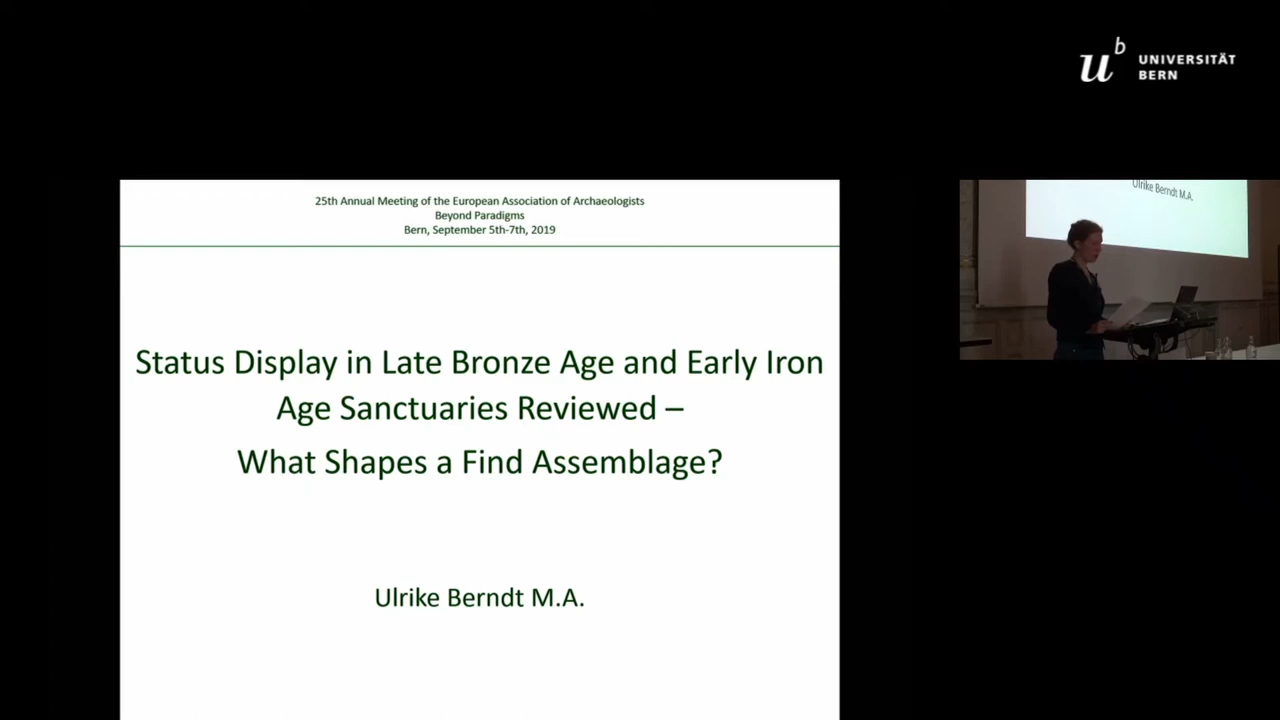 u^b
UNIVERSITÄT
BERN
25th Annual Meeting of the European Association of Archaeologists
Beyond Paradigms
Bern, September 5th-7th, 2019
Status Display in Late Bronze Age and Early Iron
Age Sanctuaries Reviewed –
What Shapes a Find Assemblage?
Ulrike Berndt M.A.
Ulrike Berndt M.A.